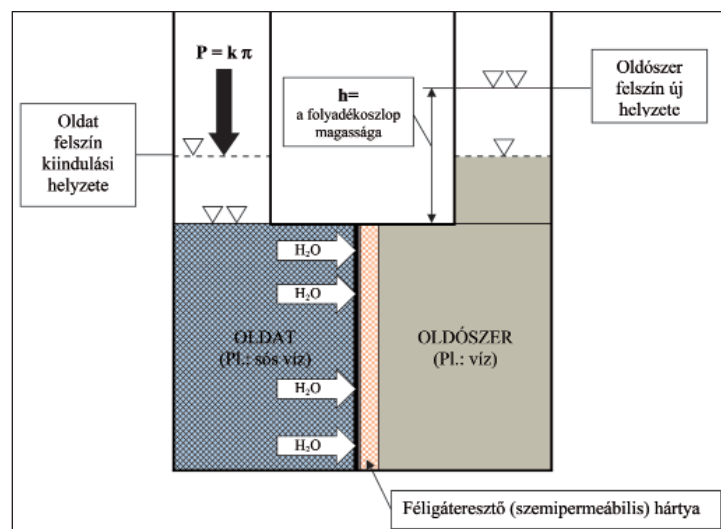 P = k π
Oldat
felszín
kiindulási
helyzete
h=
a folyadékoszlop
magassága
Oldószer
felszín új
helyzete
H₂O
H₂O
OLDAT
(Pl.: sós víz)
OLDÓSZER
(Pl.: víz)
H₂O
H₂O
Féligáteresztő (szemipermeábilis) hártya